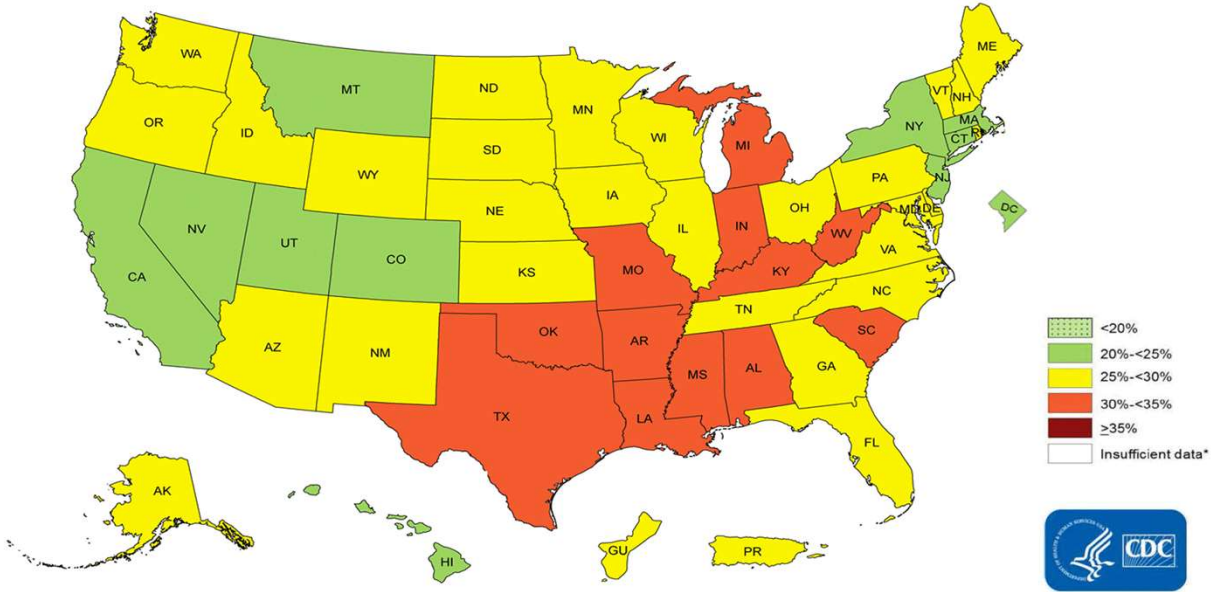 WA
MT
ND
ME
OR
ID
MN
VT
NH
SD
WI
NY
MA
CT
R
WY
MI
IA
PA
NJ
NE
OH
MD
DE
DC
NV
UT
IL
IN
WV
VA
CO
KS
MO
KY
CA
NC
TN
AZ
NM
OK
AR
SC
MS
AL
GA
TX
LA
FL
AK
HI
GU
PR
<20%
20%-<25%
25%-<30%
30%-<35%
≥35%
Insufficient data*
CDC